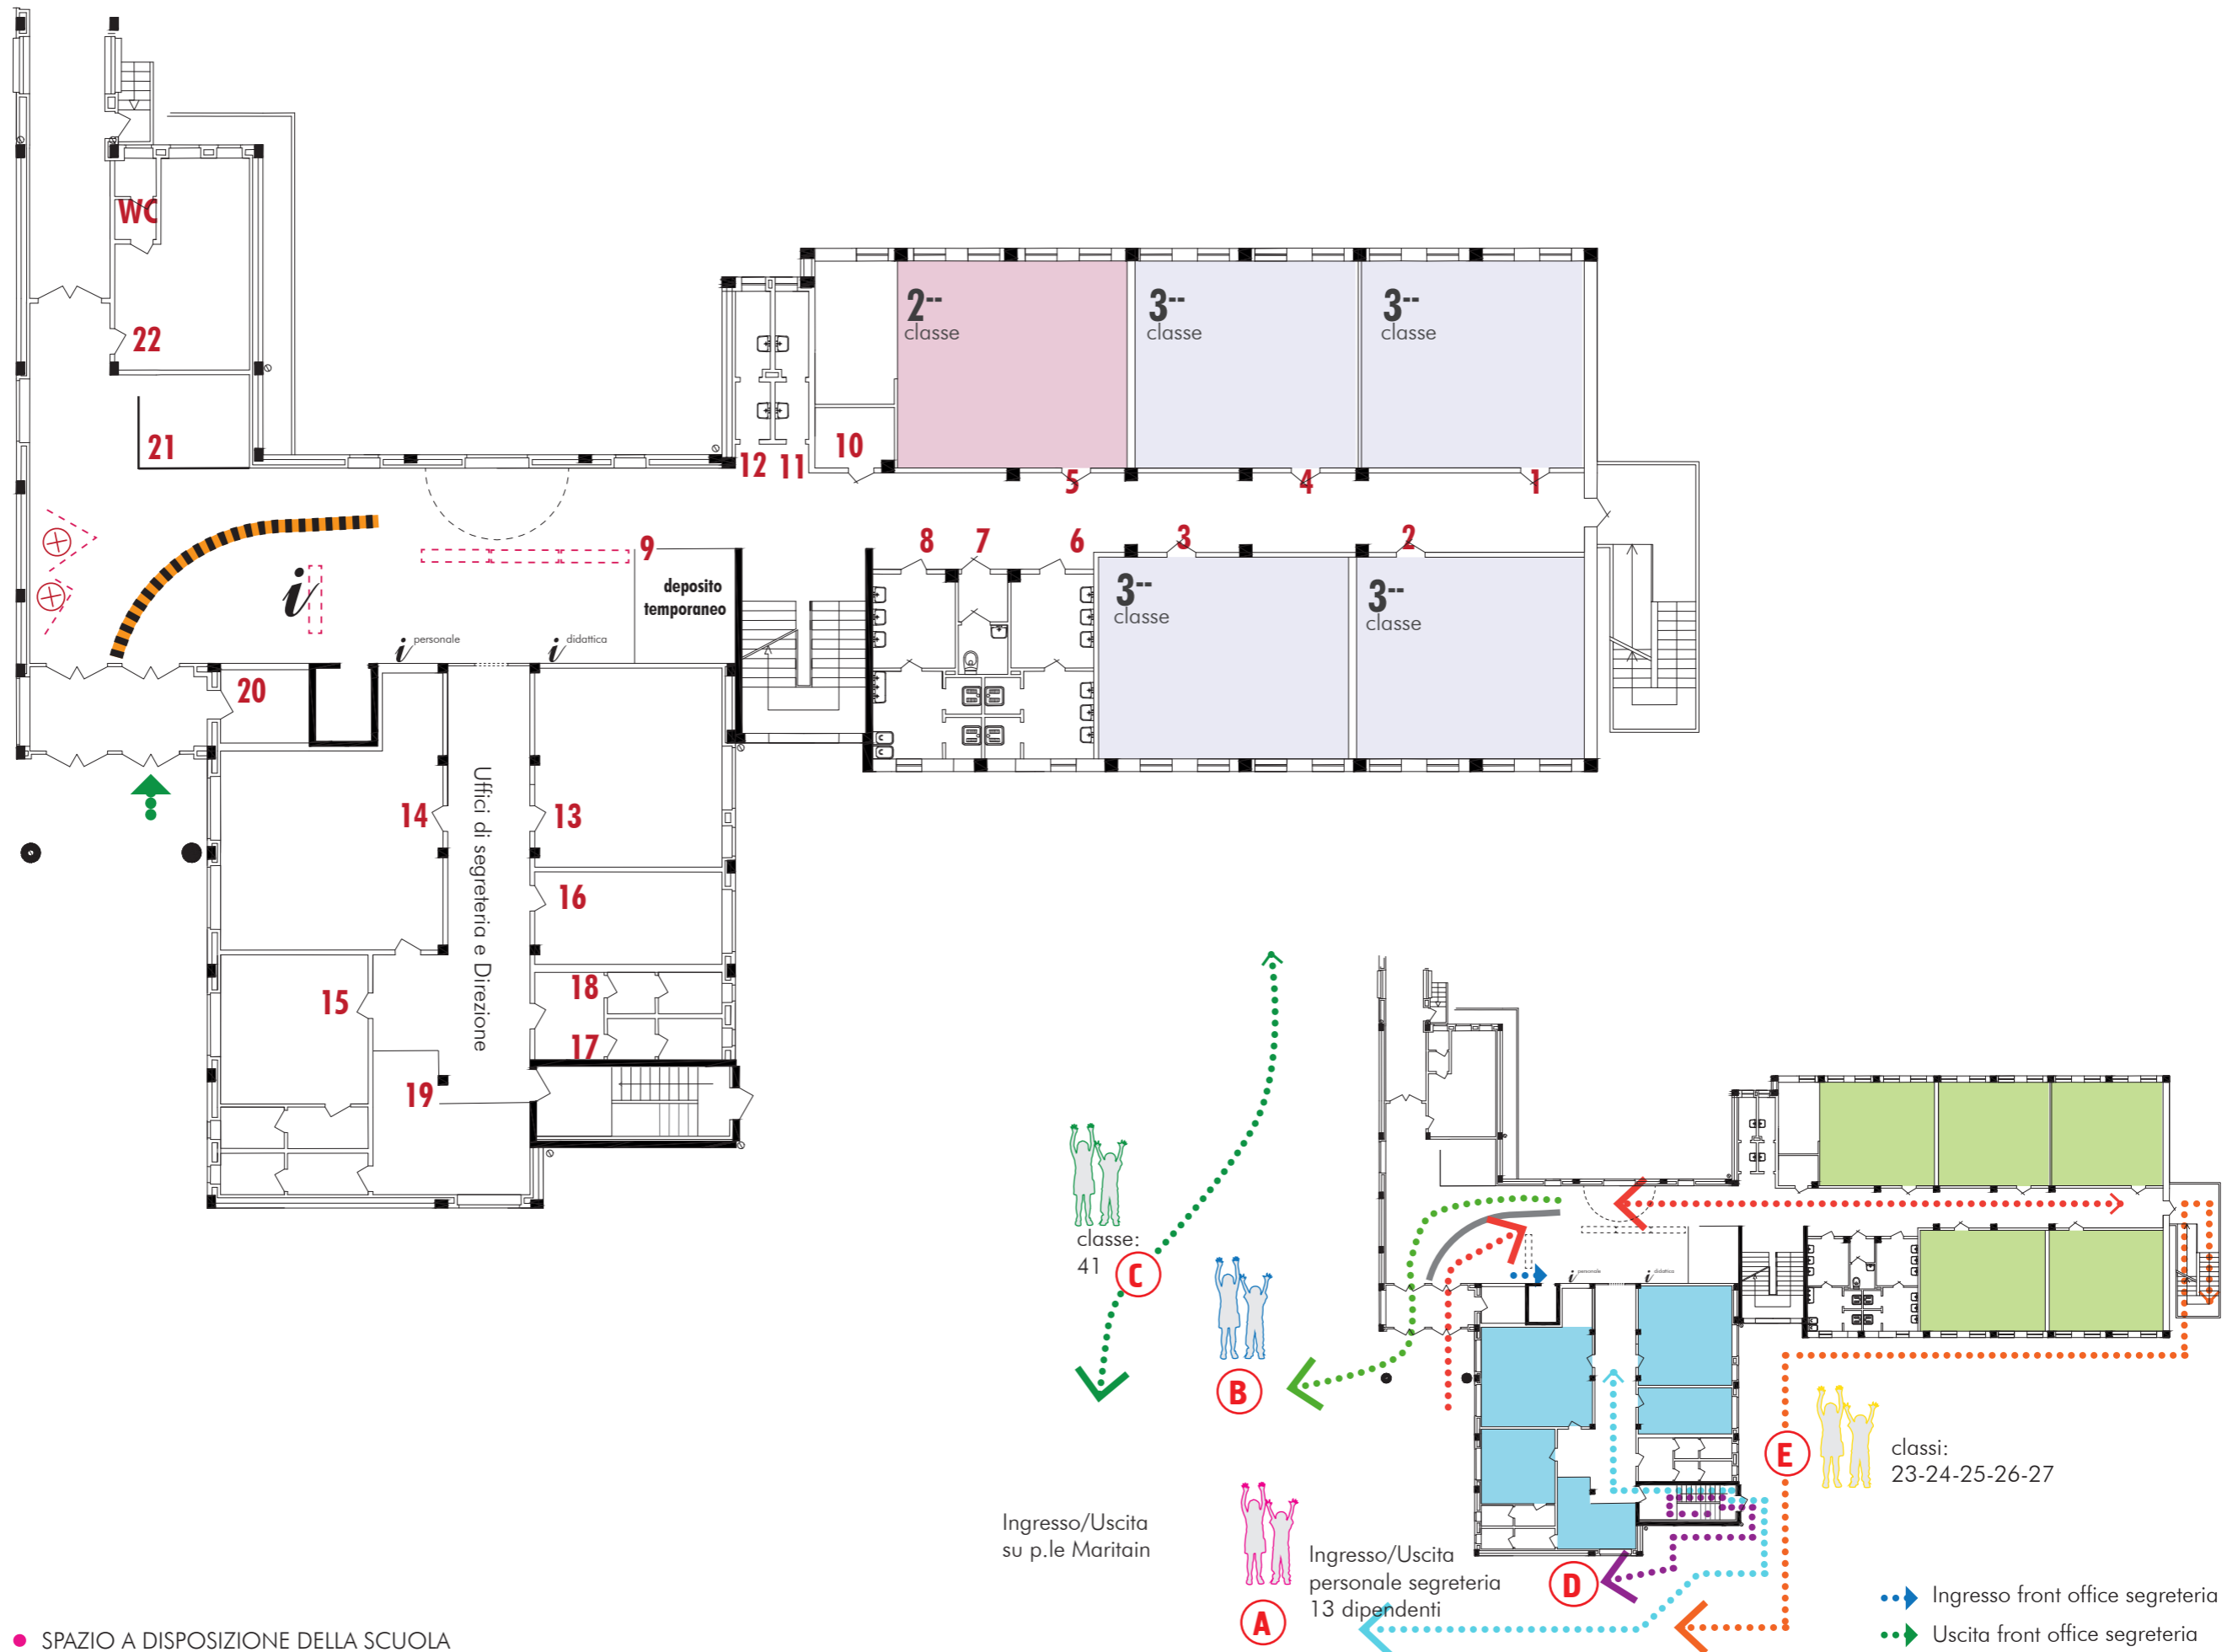 WC
22
21
2--
classe
3--
classe
3--
classe
12
11
10
5
4
1
9
8
7
6
3
2
deposito
temporaneo
3--
classe
3--
classe
i
i personale
i didattica
20
14
13
Uffici di segreteria e Direzione
16
18
15
17
19
classe:
41
C
B
i personale
i didattica
E
classi:
23-24-25-26-27
Ingresso/Uscita
su p.le Maritain
Ingresso/Uscita
personale segreteria
13 dipendenti
A
D
Ingresso front office segreteria
Uscita front office segreteria
SPAZIO A DISPOSIZIONE DELLA SCUOLA